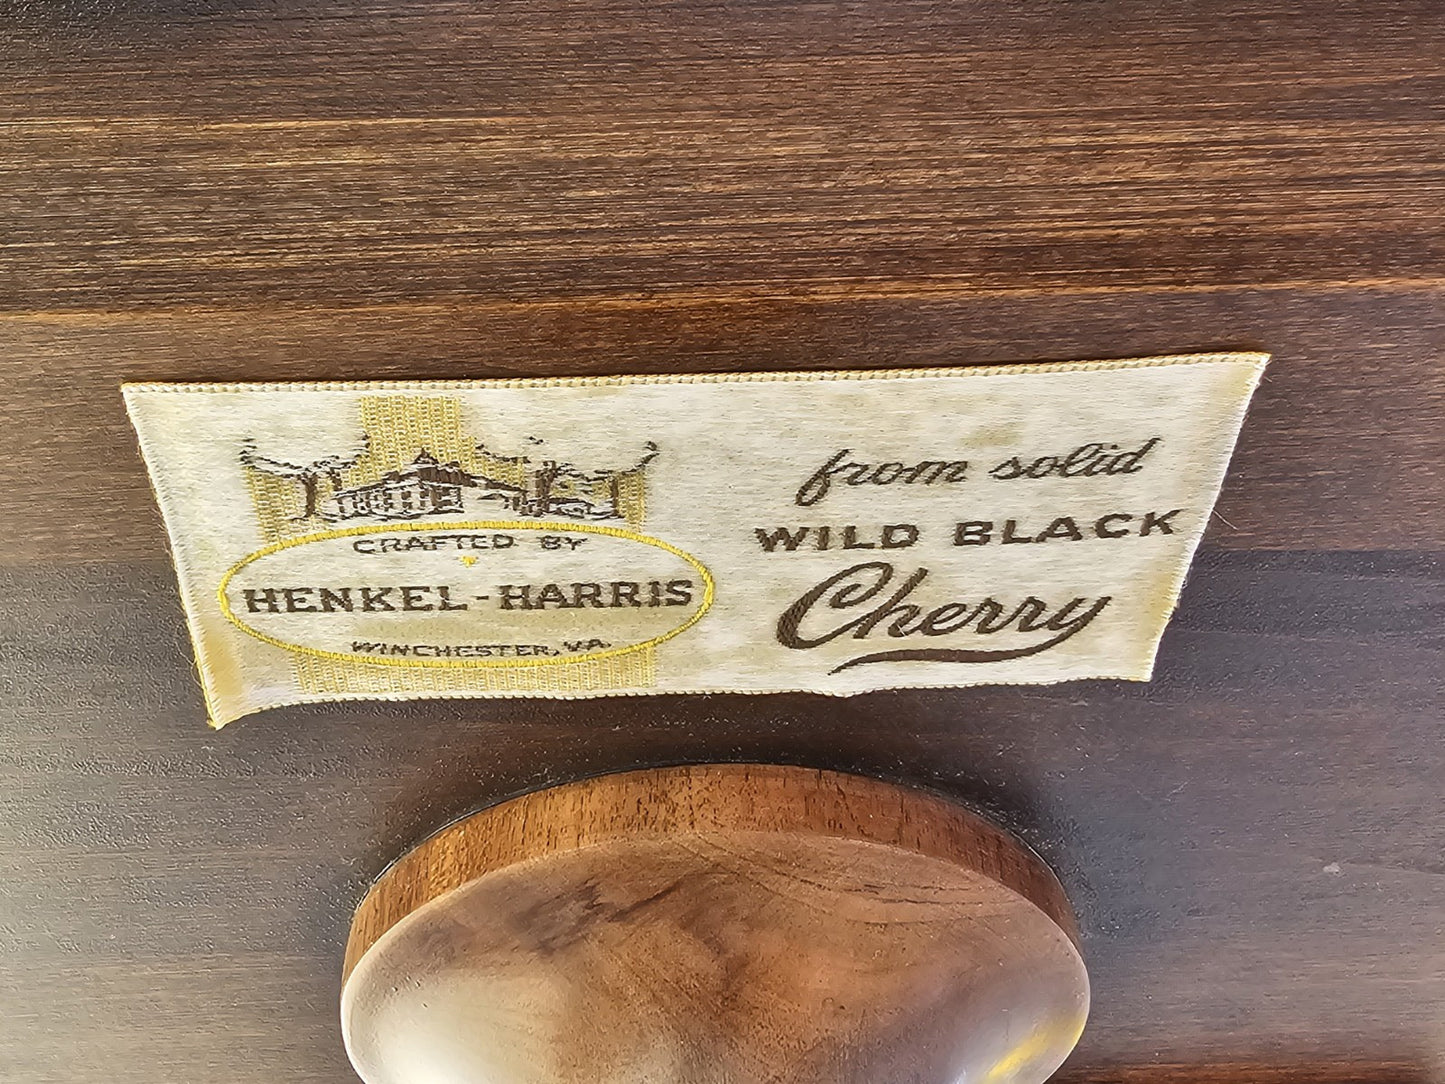 CRAFTED BY
HENKEL-HARRIS
WINCHESTER, VA.
from solid
WILD BLACK
Cherry